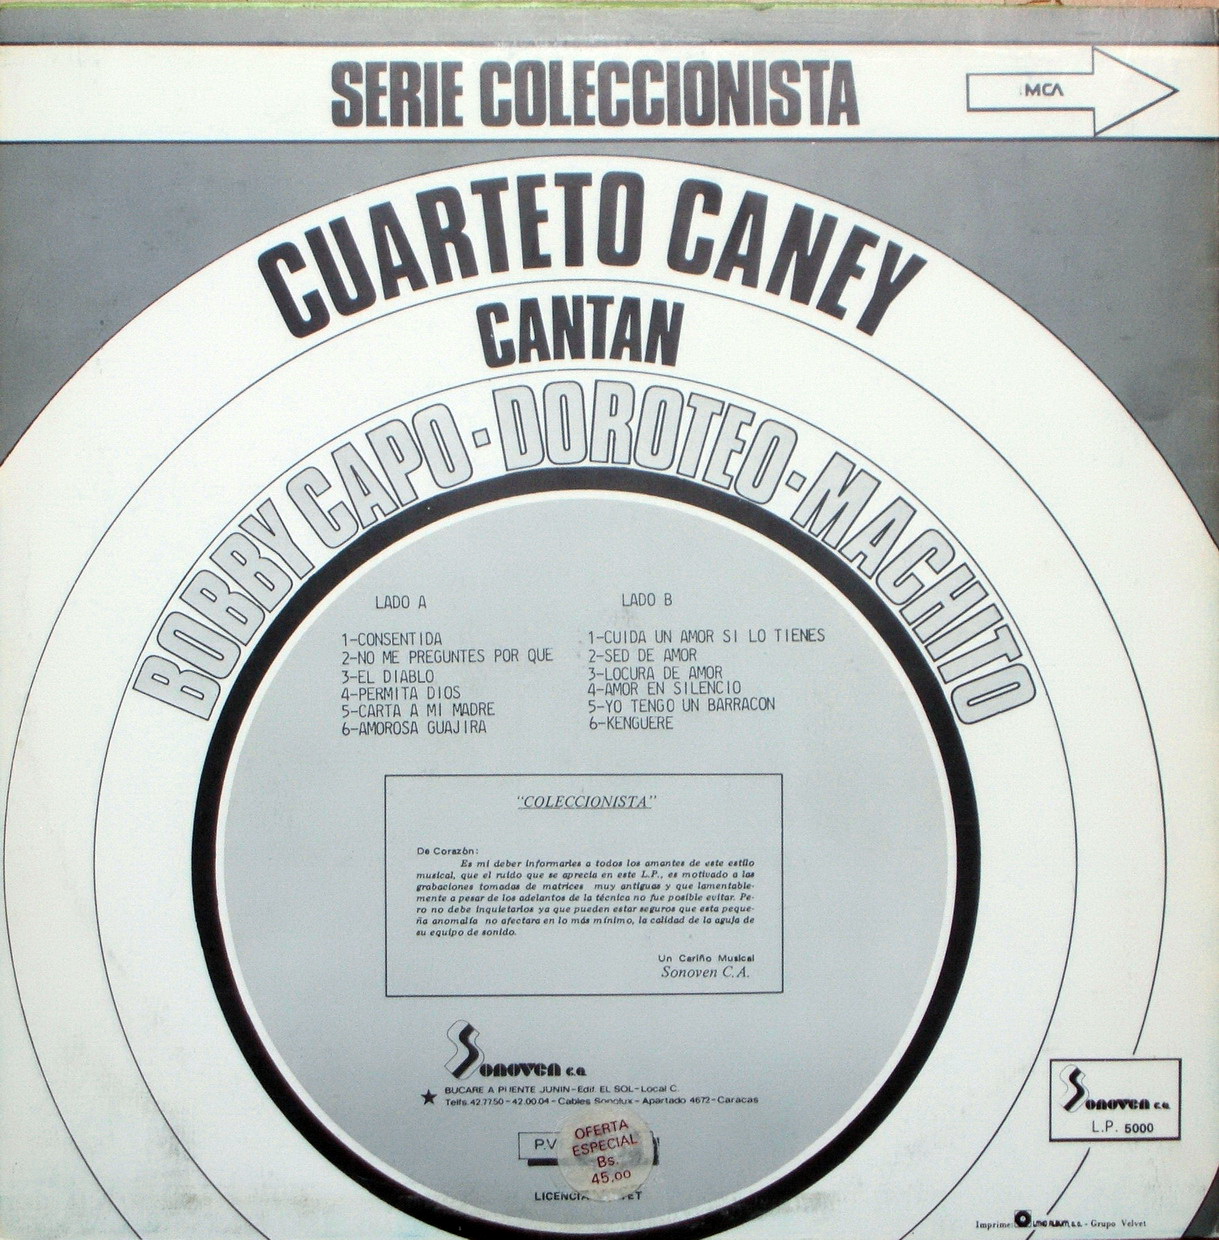 SERIE COLECCIONISTA
MCA
CUARTETO CANEY
CANTAN
BOBBY CAPO - DOROTEO - MACHITO
LADO A
1-CONSENTIDA
2-NO ME PREGUNTES POR QUE
3-EL DIABLO
4-PERMITA DIOS
5-CARTA A MI MADRE
6-AMOROSA GUAJIRA
LADO B
1-CUIDA UN AMOR SI LO TIENES
2-SED DE AMOR
3-LOCURA DE AMOR
4-AMOR EN SILENCIO
5-YO TENGO UN BARRACON
6-KENGUERE
"COLECCIONISTA"
De Corazón:
Es mi deber informarles a todos los amantes de este estilo
musical, que el ruido que se aprecia en este L.P., es motivado a las
grabaciones tomadas de matrices muy antiguas y que lamentable-
mente a pesar de los adelantos de la técnica no fue posible evitar. Pe-
ro no debe inquietarlos ya que pueden estar seguros que esta peque-
ña anomalía no afectara en lo más mínimo, la calidad de la aguja de
su equipo de sonido.
Un Cariño Musical
Sonoven C.A.
Sonoven c.a.
BUCARE A PUENTE JUNIN-Edif. EL SOL-Local C.
Telfs. 42.77.50 - 42.00.04 - Cables Sonolux - Apartado 4672-Caracas
P.V
OFERTA
ESPECIAL
Bs.
45,00
Sonoven c.a.
L.P. 5000
Imprime: - Grupo Velvet